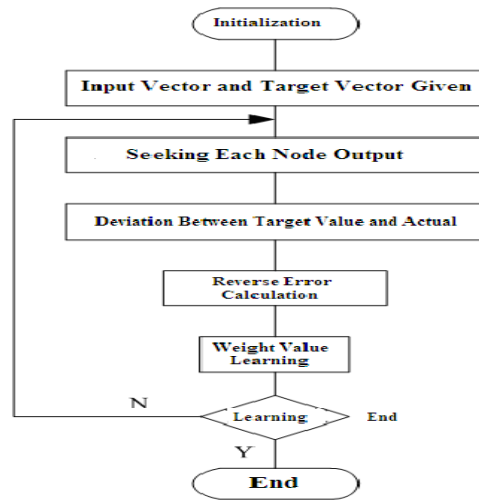 Initialization
Input Vector and Target Vector Given
Seeking Each Node Output
Deviation Between Target Value and Actual
Reverse Error
Calculation
Weight Value
Learning
N
Learning
End
Y
End